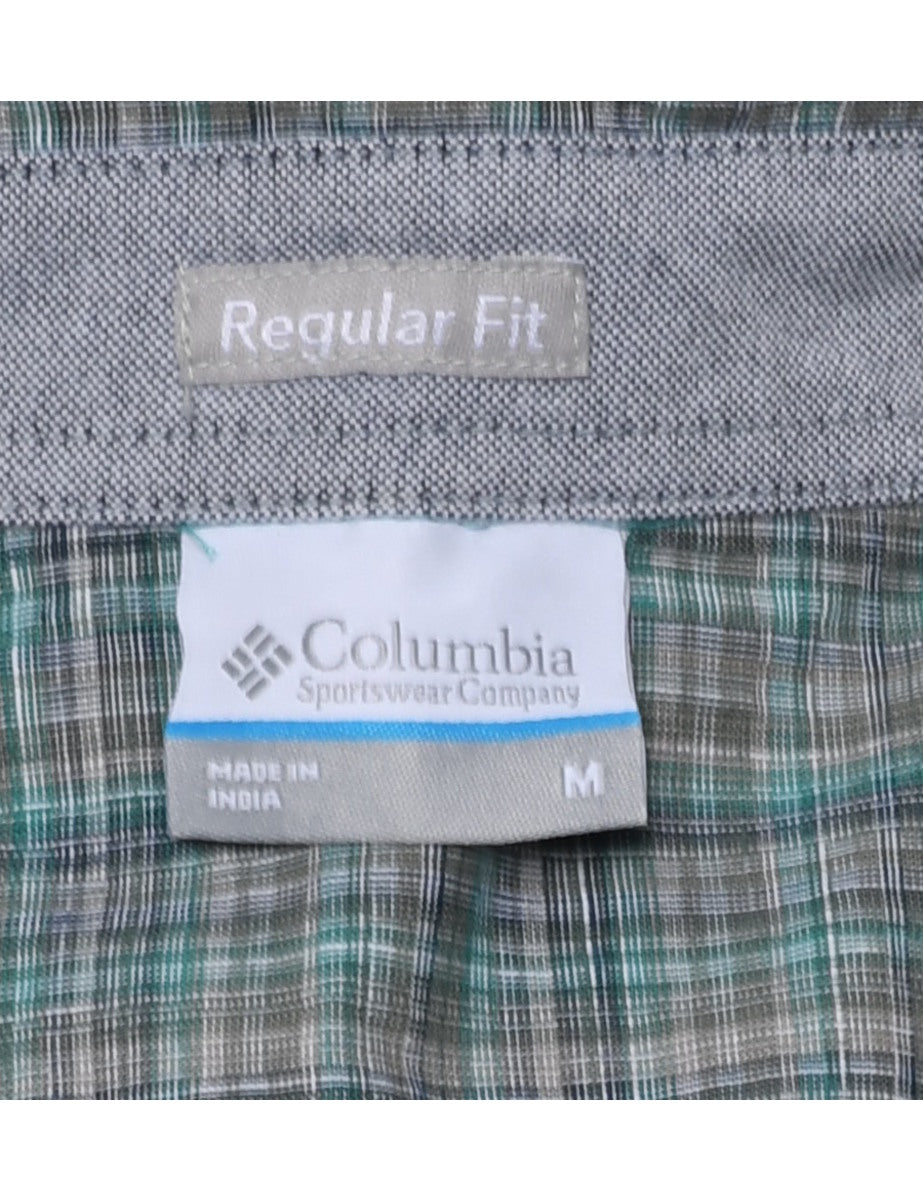 Regular Fit
Columbia
Sportswear Company
MADE IN
INDIA
M